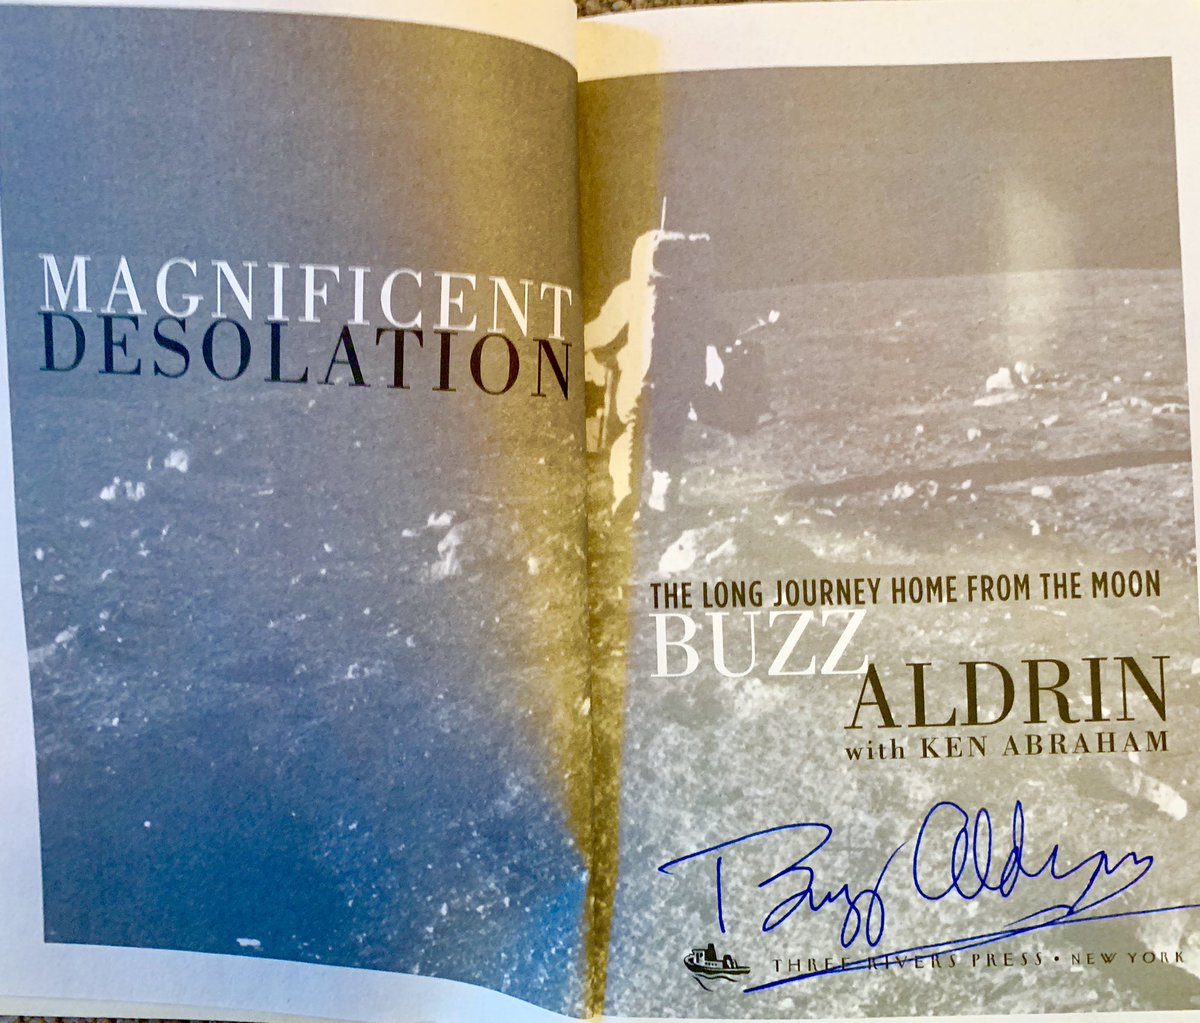 MAGNIFICENT
DESOLATION
THE LONG JOURNEY HOME FROM THE MOON
BUZZ
ALDRIN
with KEN ABRAHAM
Buzz Aldrin
THREE RIVERS PRESS • NEW YORK